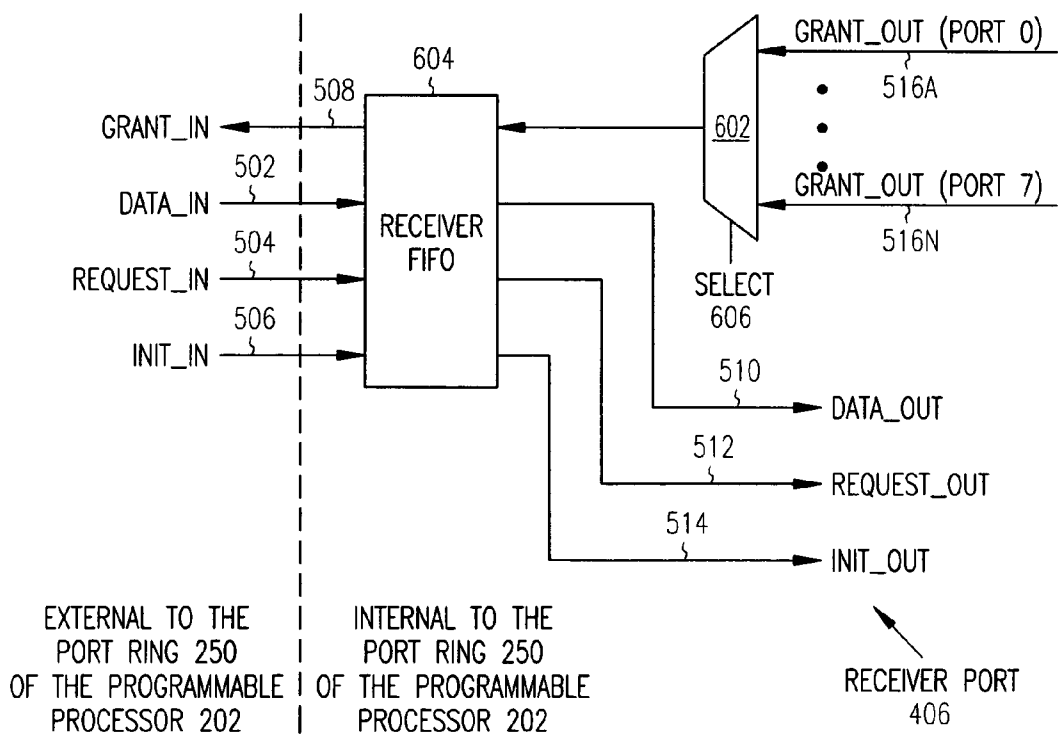 GRANT_OUT (PORT 0)
516A
604
508
GRANT_IN
602
502
DATA_IN
GRANT_OUT (PORT 7)
516N
RECEIVER
FIFO
504
REQUEST_IN
SELECT
606
506
INIT_IN
510
DATA_OUT
512
REQUEST_OUT
514
INIT_OUT
EXTERNAL TO THE
PORT RING 250
OF THE PROGRAMMABLE
PROCESSOR 202
INTERNAL TO THE
PORT RING 250
OF THE PROGRAMMABLE
PROCESSOR 202
RECEIVER PORT
406